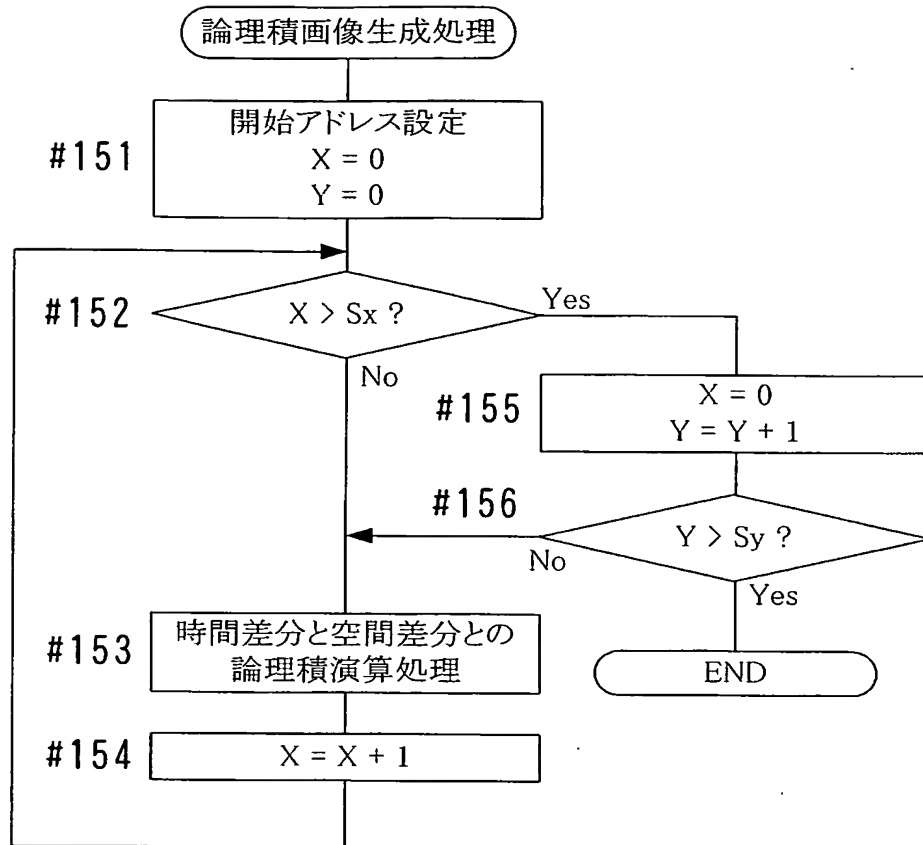 論理積画像生成処理
#151
開始アドレス設定
X = 0
Y = 0
#152
X > Sx ?
Yes
No
#155
X = 0
Y = Y + 1
#156
Y > Sy ?
No
Yes
#153
時間差分と空間差分との
論理積演算処理
END
#154
X = X + 1